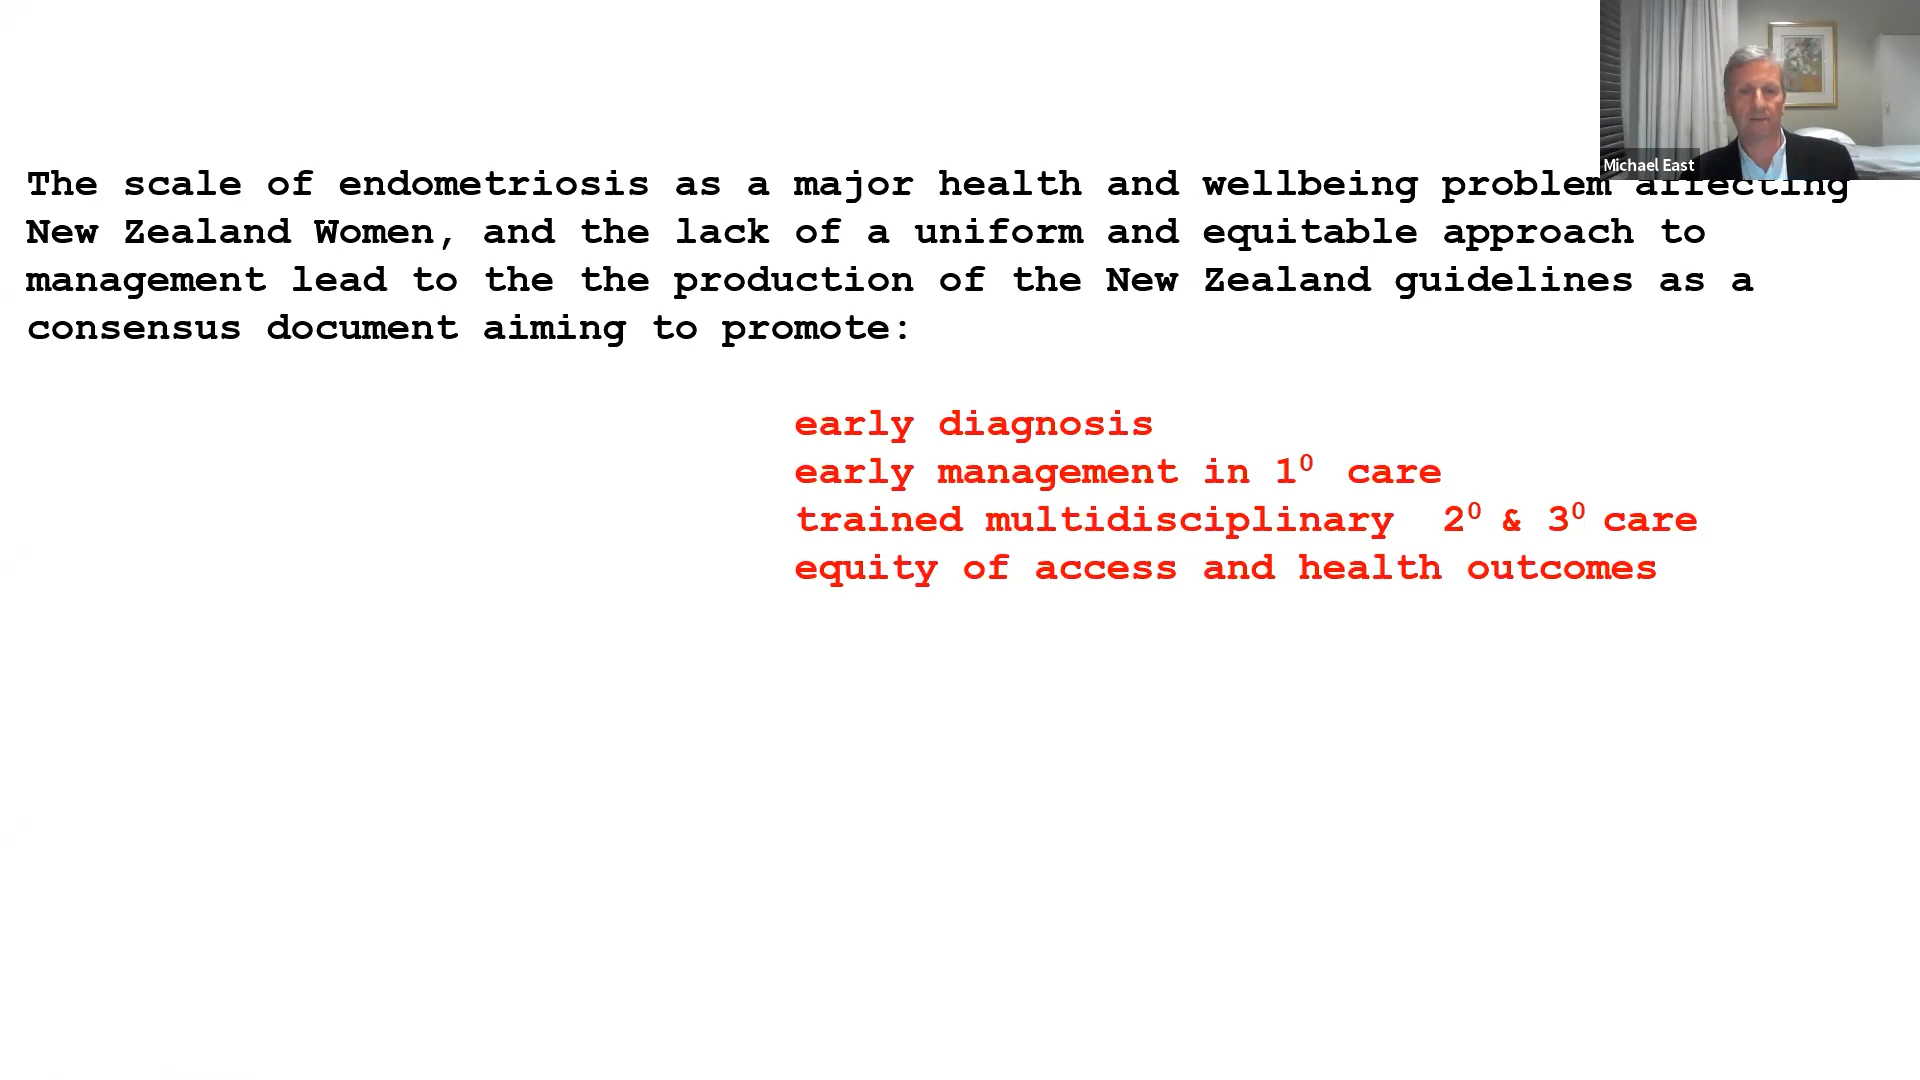 Michael East
The scale of endometriosis as a major health and wellbeing problem affecting
New Zealand Women, and the lack of a uniform and equitable approach to
management lead to the the production of the New Zealand guidelines as a
consensus document aiming to promote:
early diagnosis
early management in 1⁰ care
trained multidisciplinary 2⁰ & 3⁰ care
equity of access and health outcomes